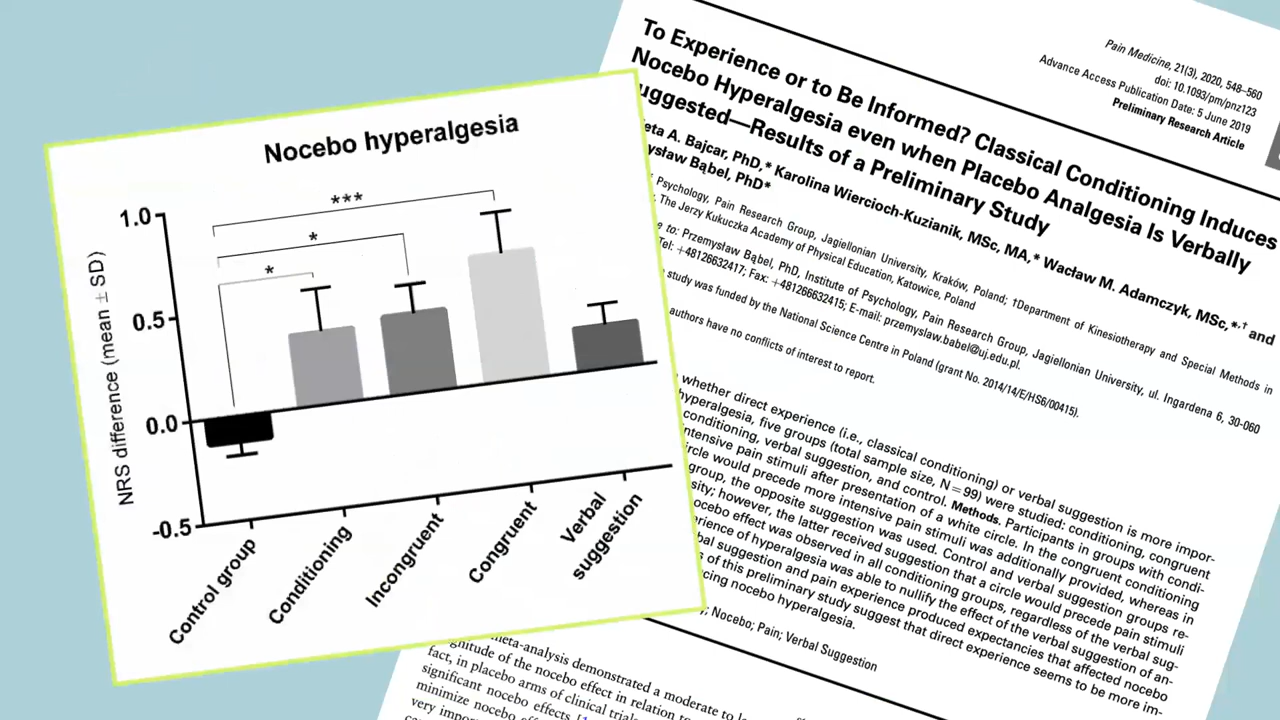 Nocebo hyperalgesia
***
*
*
1.0
0.5
0.0
-0.5
NRS difference (mean ± SD)
Control group
Conditioning
Incongruent
Congruent
Verbal
suggestion
Pain Medicine, 21(3), 2020, 548–560
doi: 10.1093/pm/pnz123
Advance Access Publication Date: 5 June 2019
Preliminary Research Article
To Experience or to Be Informed? Classical Conditioning Induces
Nocebo Hyperalgesia even when Placebo Analgesia Is Verbally
uggested—Results of a Preliminary Study
eta A. Bajcar, PhD,* Karolina Wiercioch-Kuzianik, MSc, MA,* Wacław M. Adamczyk, MSc,*,† and
ysław Bąbel, PhD*
Psychology, Pain Research Group, Jagiellonian University, Kraków, Poland; †Department of Kinesiotherapy and Special Methods in
The Jerzy Kukuczka Academy of Physical Education, Katowice, Poland
to: Przemysław Bąbel, PhD, Institute of Psychology, Pain Research Group, Jagiellonian University, ul. Ingardena 6, 30-060
Tel: +48126632417; Fax: +481266632415; E-mail: przemyslaw.babel@uj.edu.pl.
study was funded by the National Science Centre in Poland (grant No. 2014/14/E/HS6/00415).
authors have no conflicts of interest to report.
whether direct experience (i.e., classical conditioning) or verbal suggestion is more impor-
hyperalgesia, five groups (total sample size, N = 99) were studied: conditioning, congruent
conditioning, verbal suggestion, and control. Methods. Participants in groups with condi-
intensive pain stimuli after presentation of a white circle. In the congruent conditioning
ircle would precede more intensive pain stimuli was additionally provided, whereas in
group, the opposite suggestion was used. Control and verbal suggestion groups re-
sity; however, the latter received suggestion that a circle would precede pain stimuli
ocebo effect was observed in all conditioning groups, regardless of the verbal sug-
erience of hyperalgesia was able to nullify the effect of the verbal suggestion of an-
bal suggestion and pain experience produced expectancies that affected nocebo
s of this preliminary study suggest that direct experience seems to be more im-
cing nocebo hyperalgesia.
; Nocebo; Pain; Verbal Suggestion
meta-analysis demonstrated a moderate to
gnitude of the nocebo effect in relation
fact, in placebo arms of clinical trials
significant nocebo effects
minimize nocebo
very